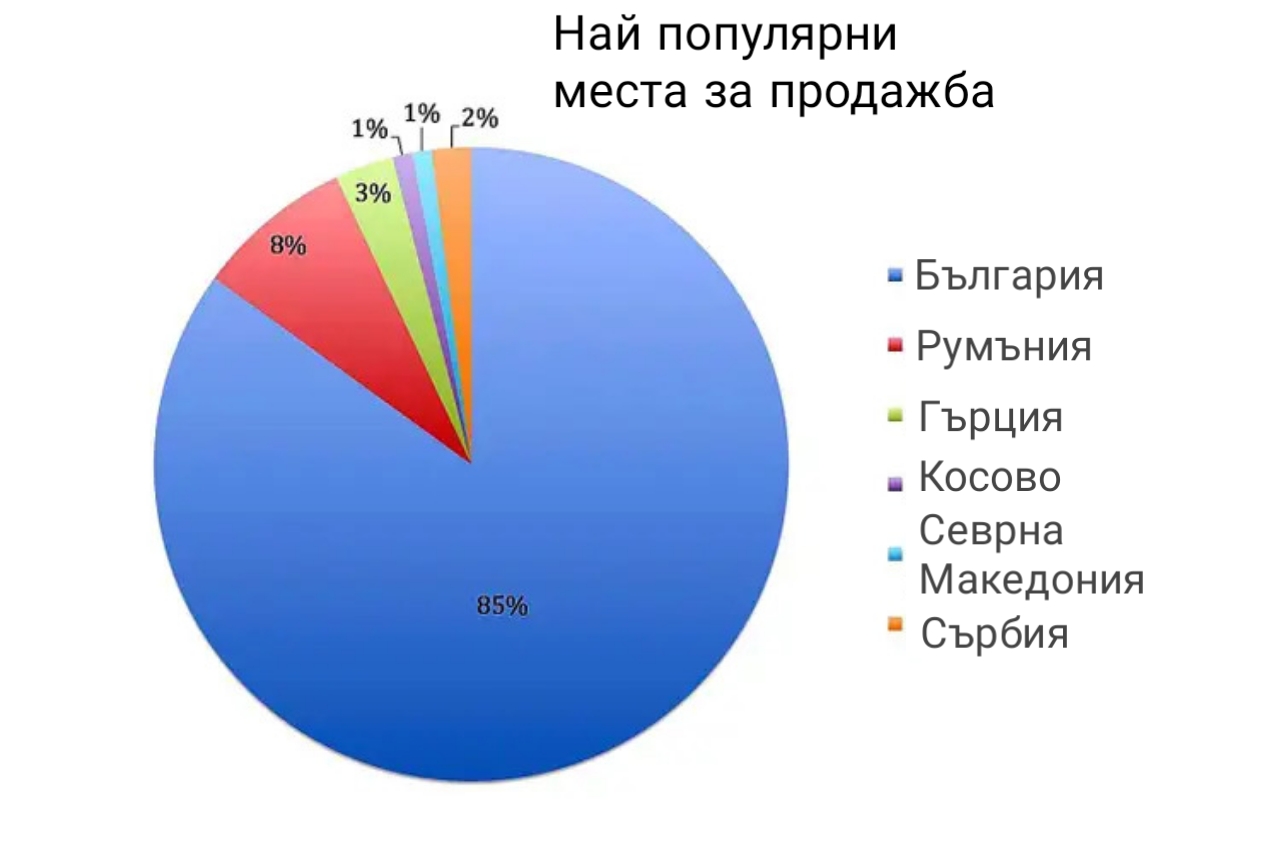 Най популярни
места за продажба
1%
1%
2%
3%
8%
85%
България
Румъния
Гърция
Косово
Севрна
Македония
Сърбия